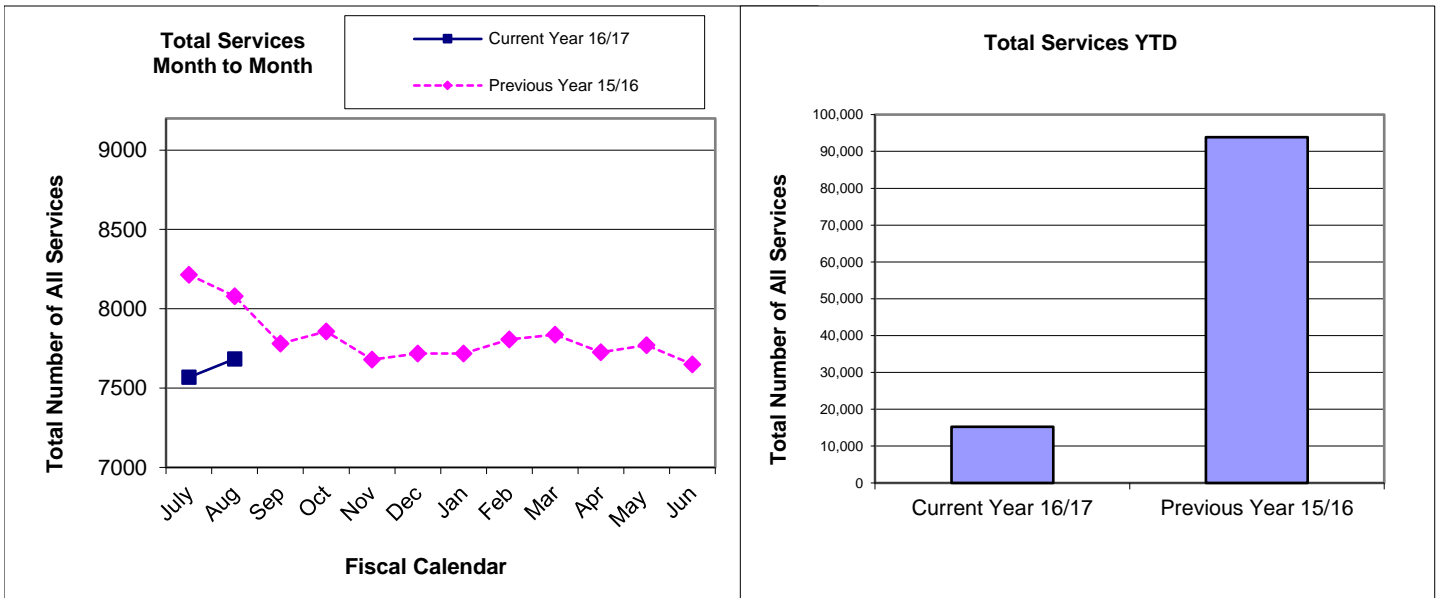 Total Services
Month to Month
Current Year 16/17
Previous Year 15/16
Total Number of All Services
9000
8500
8000
7500
7000
July
Aug
Sep
Oct
Nov
Dec
Jan
Feb
Mar
Apr
May
Jun
Fiscal Calendar
Total Services YTD
Total Number of All Services
100,000
90,000
80,000
70,000
60,000
50,000
40,000
30,000
20,000
10,000
0
Current Year 16/17
Previous Year 15/16